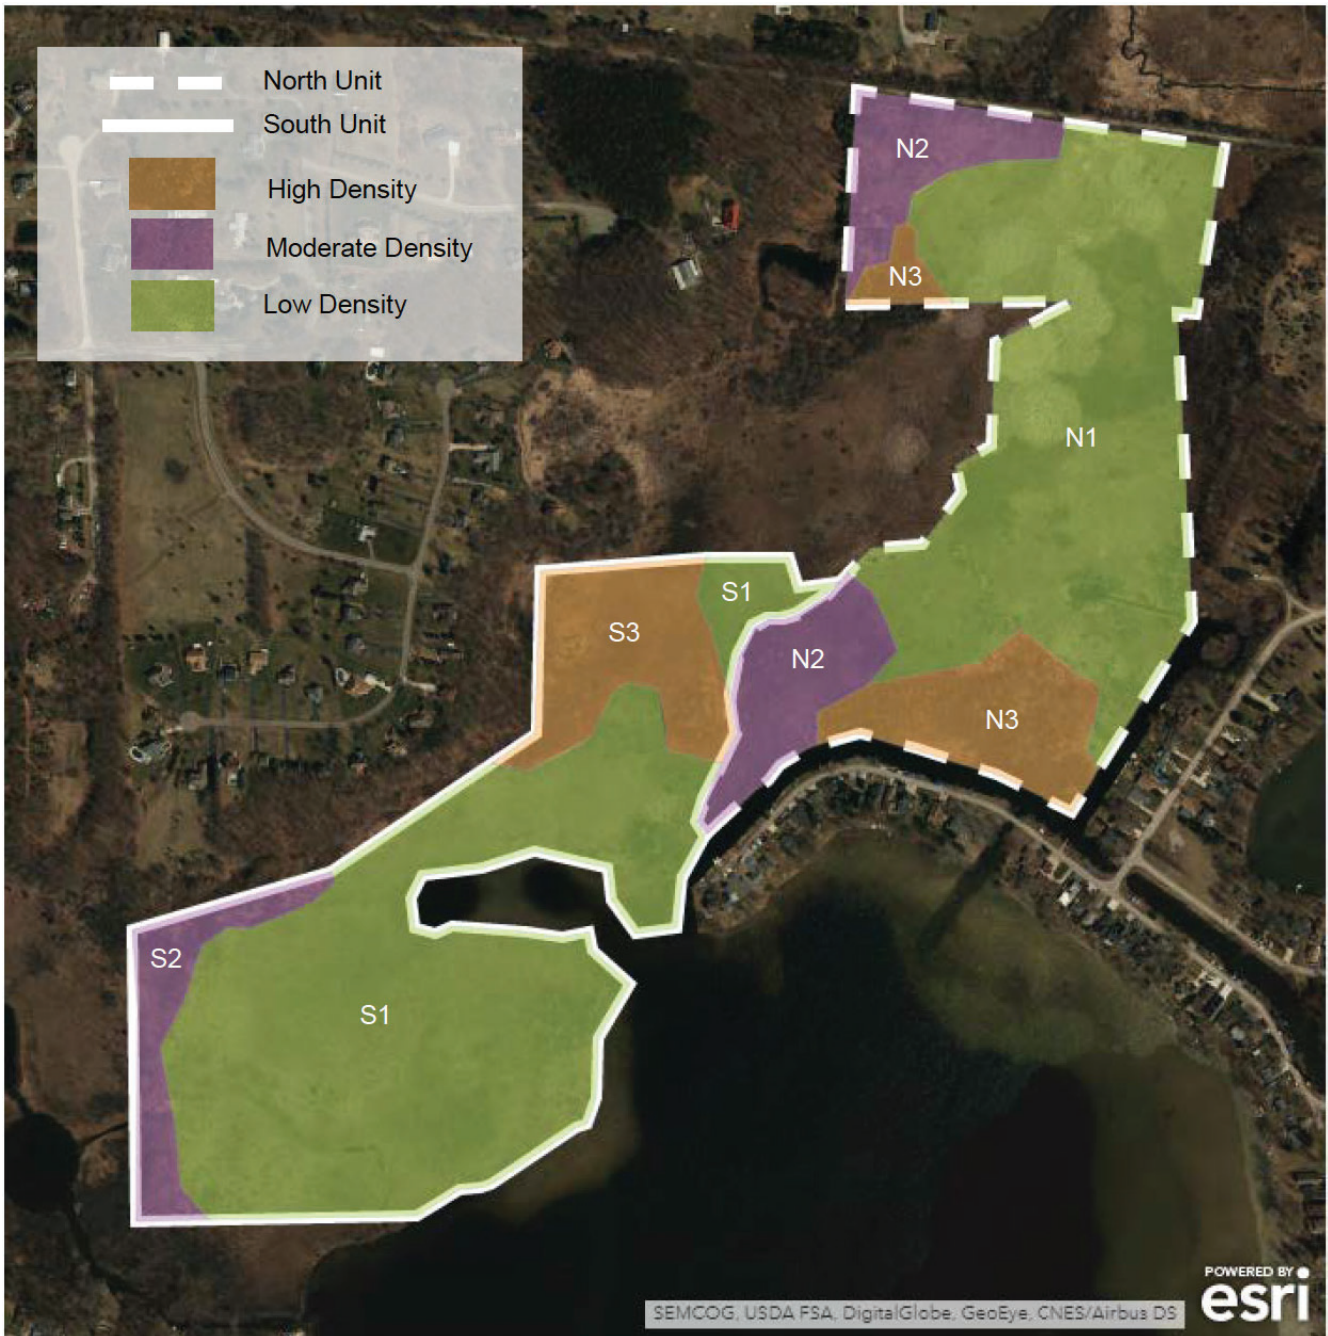 North Unit
South Unit
High Density
Moderate Density
Low Density
N2
N3
N1
S1
S3
N2
N3
S2
S1
POWERED BY
esri
SEMCOG, USDA FSA, DigitalGlobe, GeoEye, CNES/Airbus DS